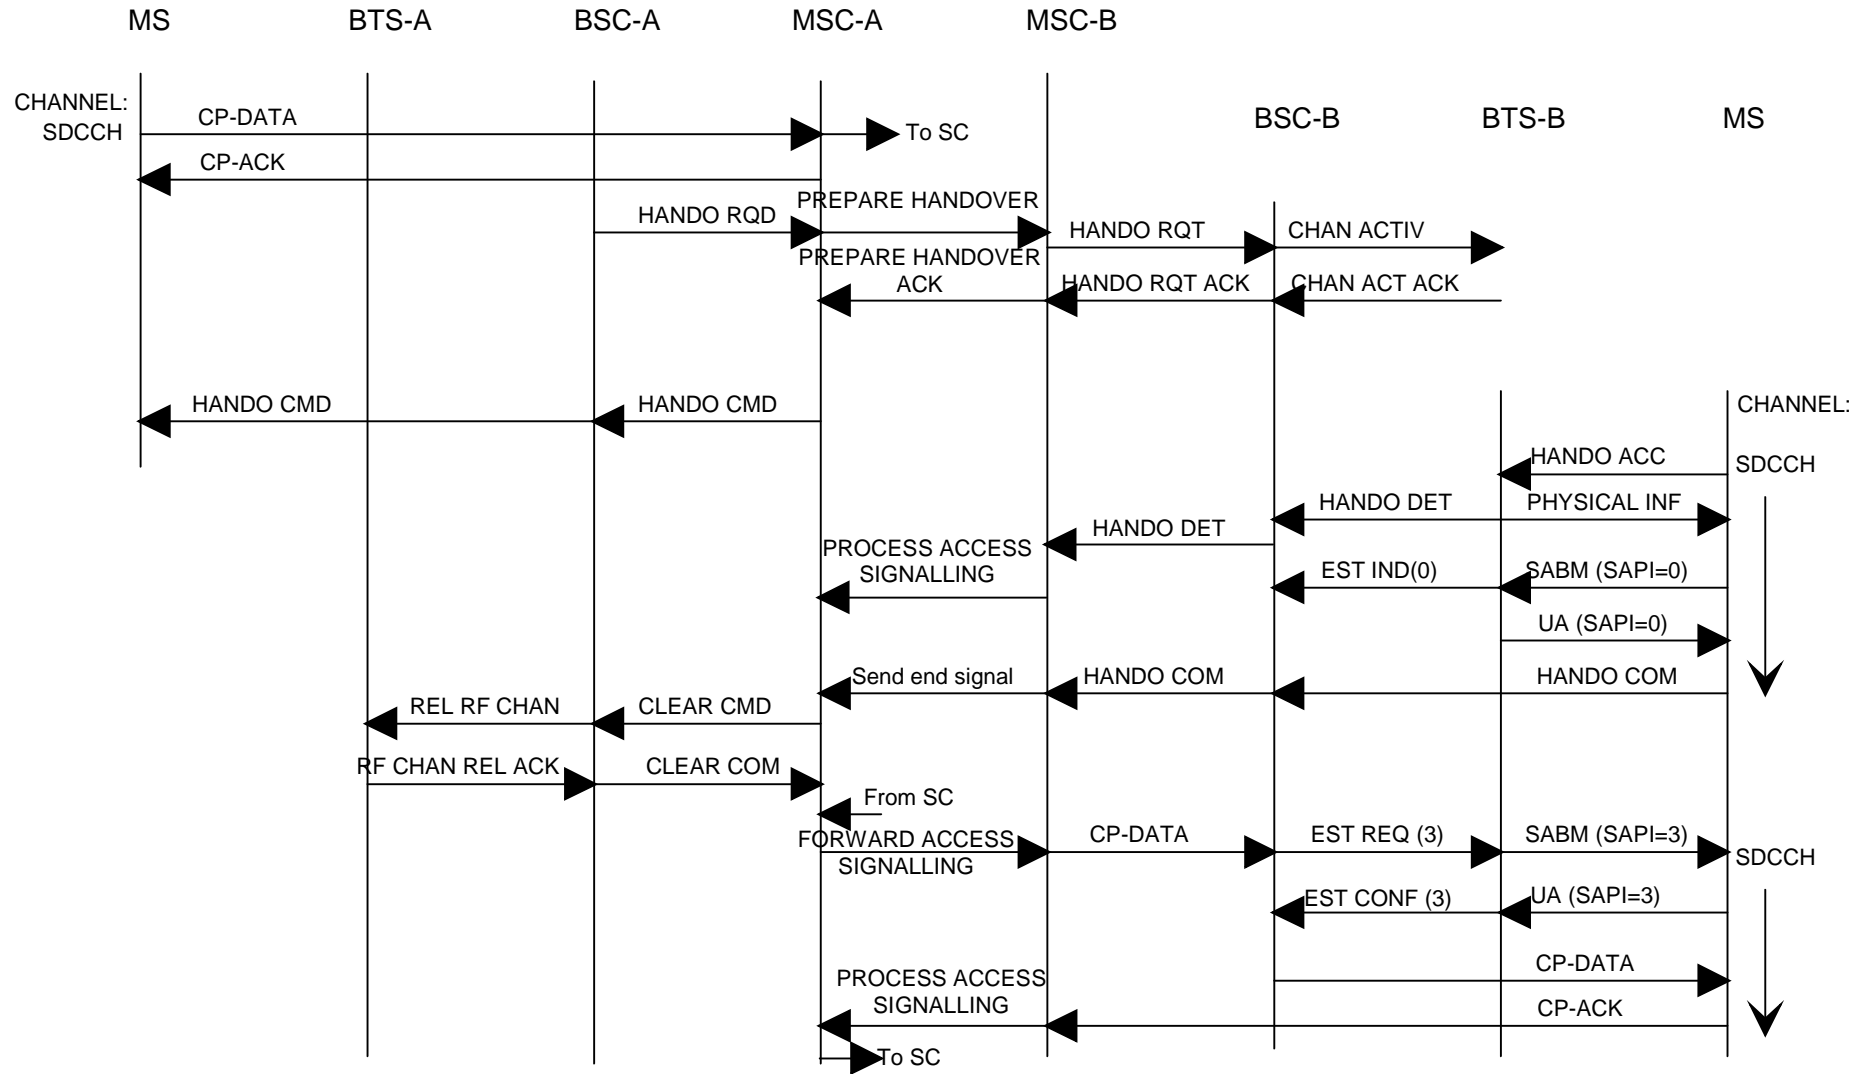 MS BTS-A BSC-A MSC-A MSC-B
CHANNEL:
SDCCH
CP-DATA
To SC
BSC-B BTS-B MS
CP-ACK
PREPARE HANDOVER
HANDO RQD
HANDO RQT
CHAN ACTIV
PREPARE HANDOVER
ACK
HANDO RQT ACK
CHAN ACT ACK
HANDO CMD
HANDO CMD
CHANNEL:
HANDO ACC
SDCCH
HANDO DET
PHYSICAL INF
HANDO DET
PROCESS ACCESS
SIGNALLING
EST IND(0)
SABM (SAPI=0)
UA (SAPI=0)
Send end signal
HANDO COM
HANDO COM
REL RF CHAN
CLEAR CMD
RF CHAN REL ACK
CLEAR COM
From SC
FORWARD ACCESS
SIGNALLING
CP-DATA
EST REQ (3)
SABM (SAPI=3)
SDCCH
EST CONF (3)
UA (SAPI=3)
CP-DATA
PROCESS ACCESS
SIGNALLING
CP-ACK
To SC